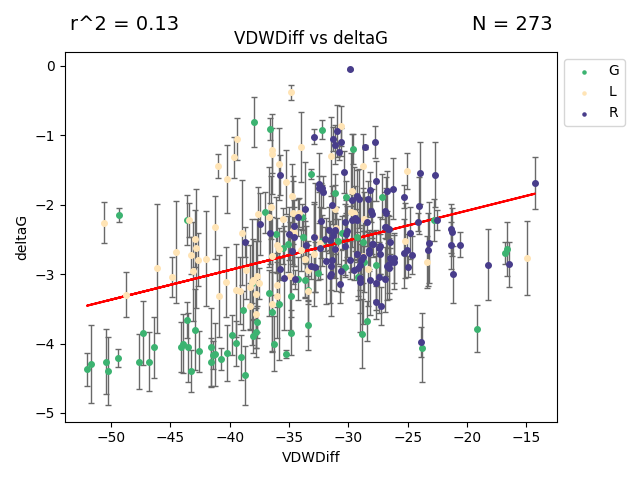 r^2 = 0.13
N = 273
VDWDiff vs deltaG
G
L
R
deltaG
0
−1
−2
−3
−4
−5
−50
−45
−40
−35
−30
−25
−20
−15
VDWDiff